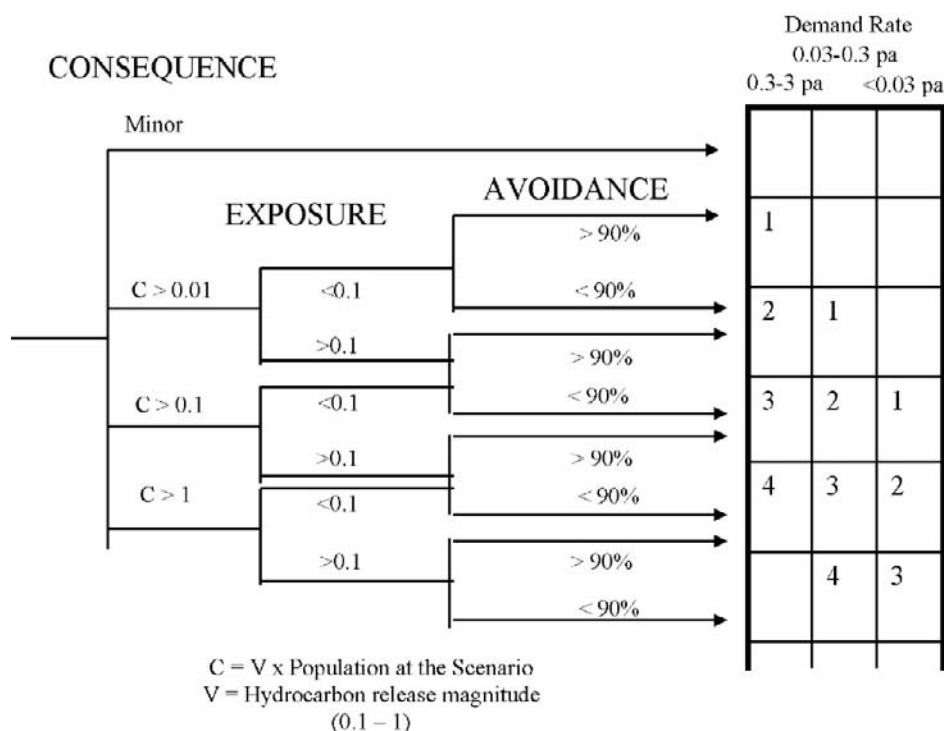 Demand Rate
0.03-0.3 pa
0.3-3 pa <0.03 pa
CONSEQUENCE
Minor
AVOIDANCE
EXPOSURE
> 90%
1
C > 0.01 <0.1 < 90%
2 1
>0.1 > 90%
C > 0.1 <0.1 < 90%
3 2 1
>0.1 > 90%
C > 1 <0.1 < 90%
4 3 2
>0.1 > 90%
4 3
< 90%
C = V x Population at the Scenario
V = Hydrocarbon release magnitude
(0.1 – 1)